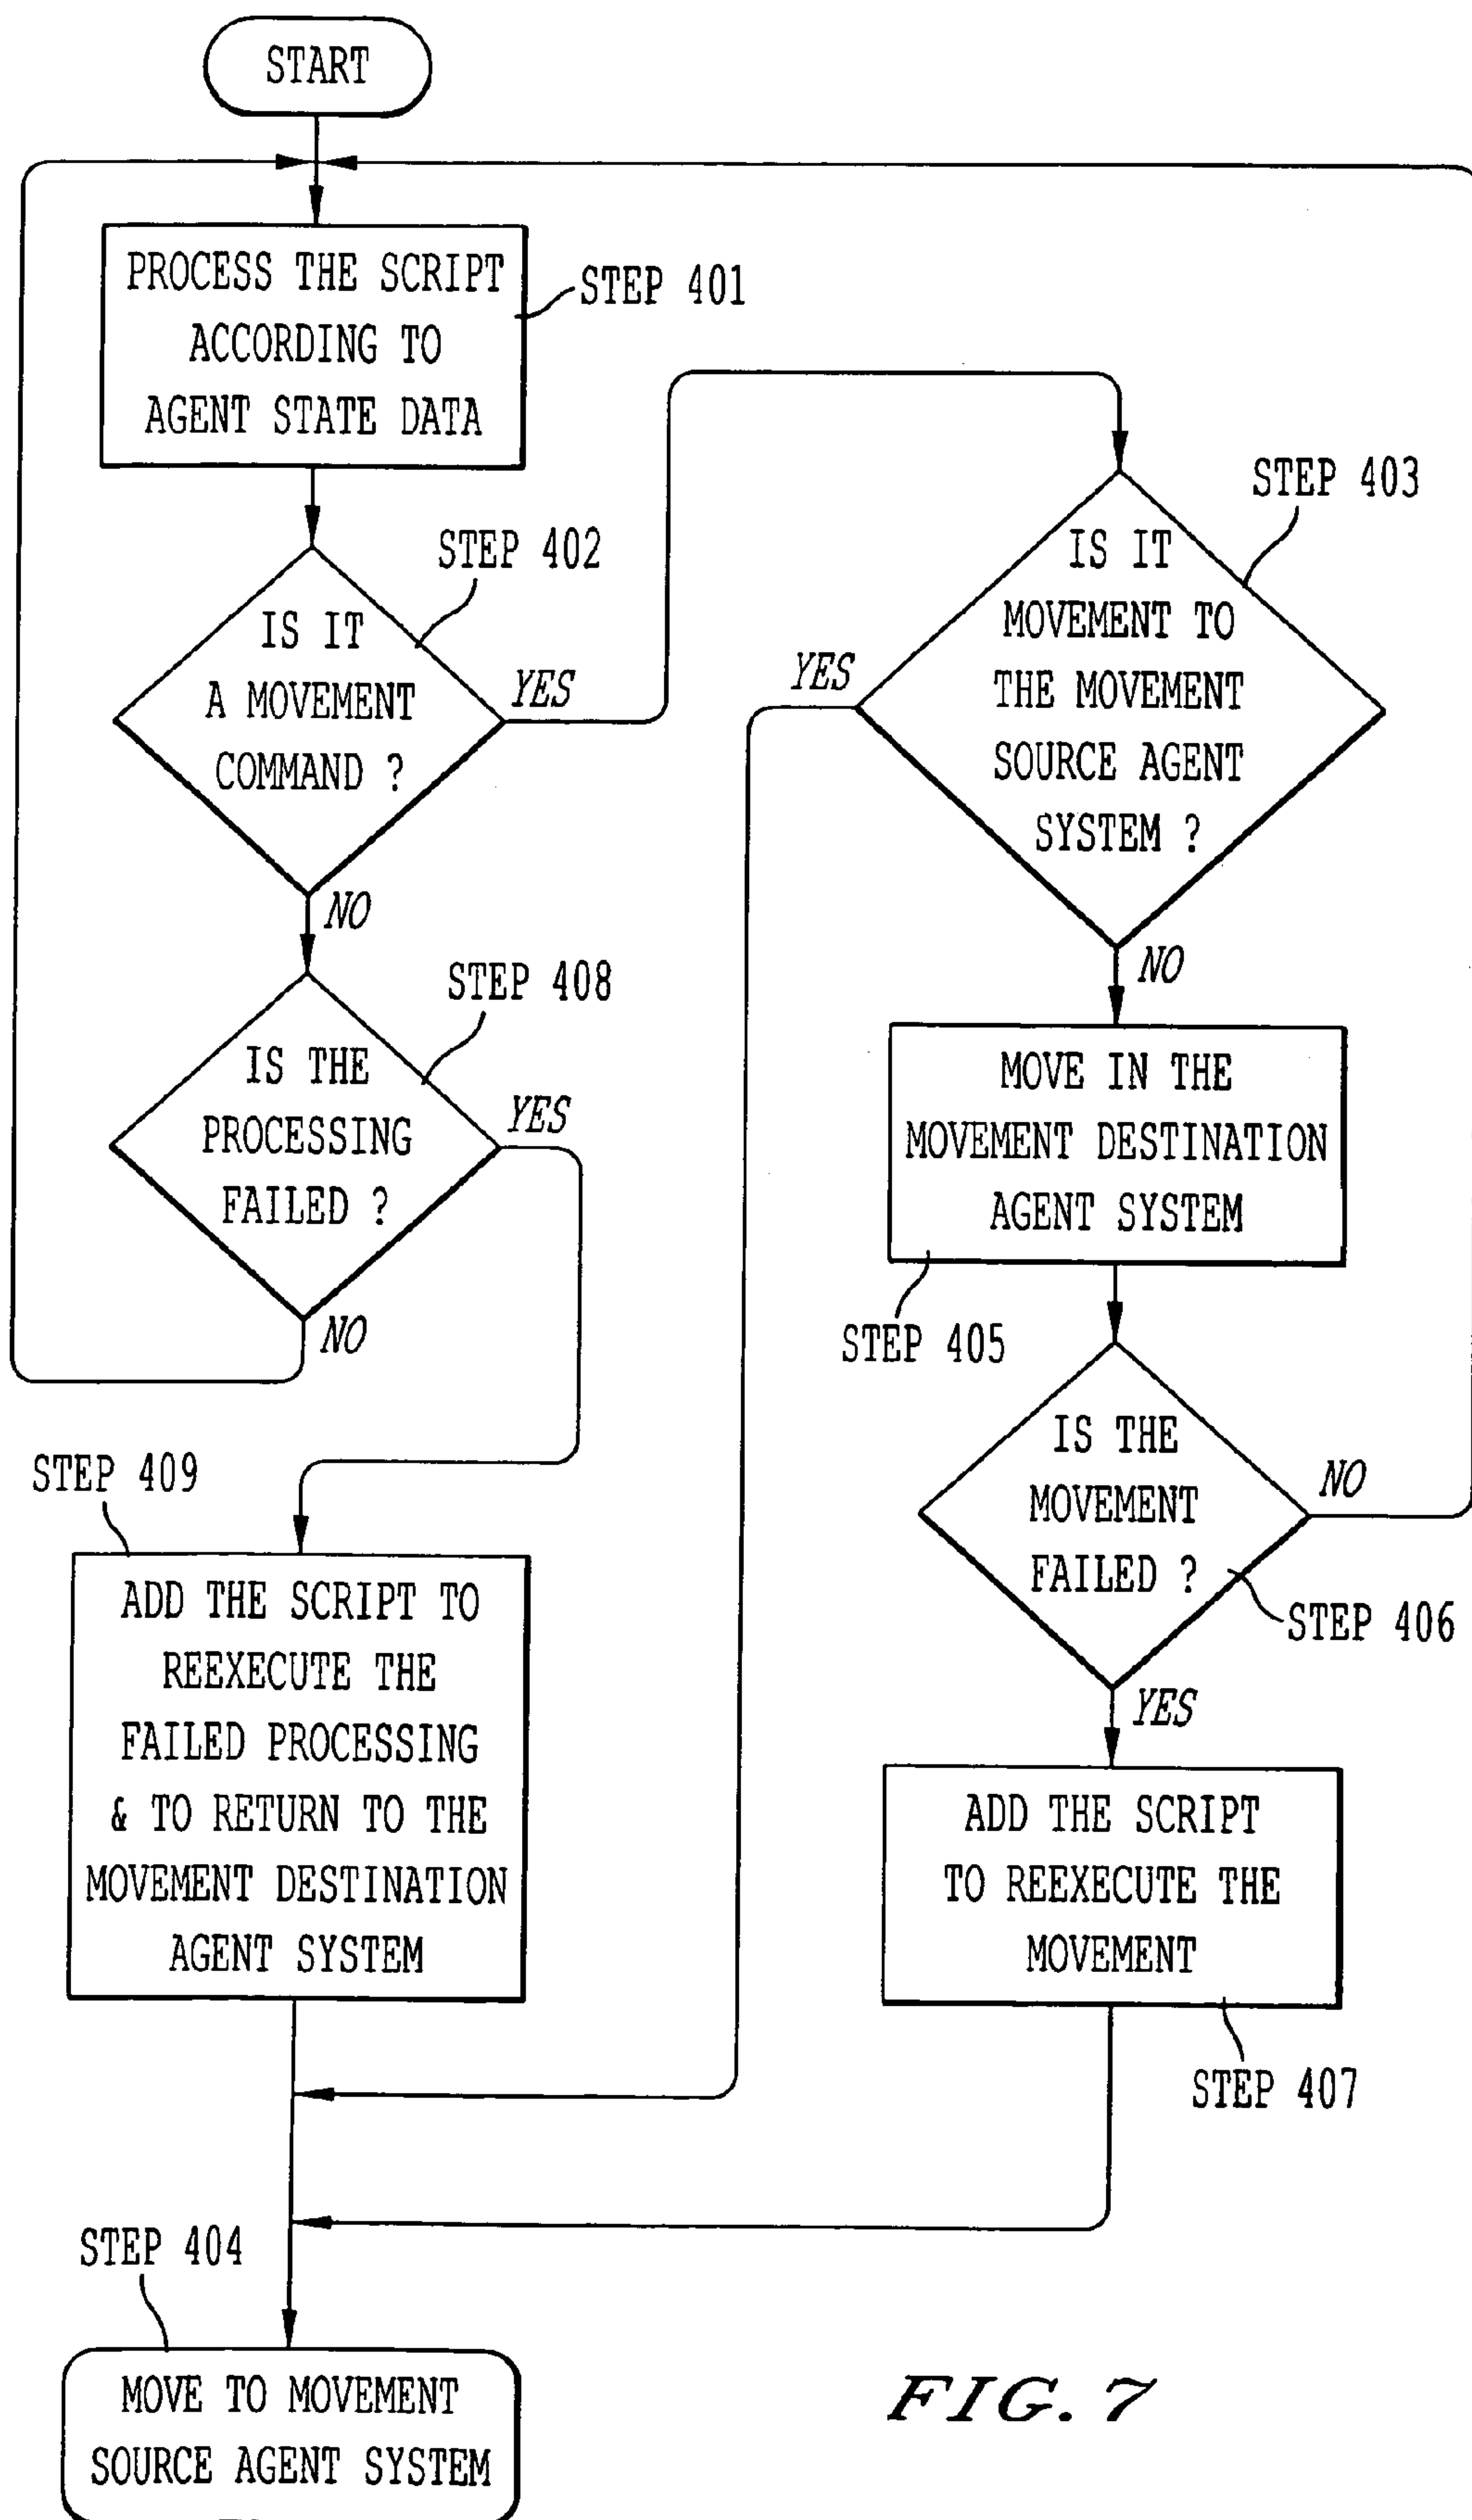 START
PROCESS THE SCRIPT
ACCORDING TO
AGENT STATE DATA
STEP 401
IS IT
A MOVEMENT
COMMAND ?
STEP 402
YES
NO
IS IT
MOVEMENT TO
THE MOVEMENT
SOURCE AGENT
SYSTEM ?
STEP 403
YES
NO
IS THE
PROCESSING
FAILED ?
STEP 408
YES
NO
MOVE IN THE
MOVEMENT DESTINATION
AGENT SYSTEM
STEP 405
IS THE
MOVEMENT
FAILED ?
STEP 406
NO
YES
STEP 409
ADD THE SCRIPT TO
REEXECUTE THE
FAILED PROCESSING
& TO RETURN TO THE
MOVEMENT DESTINATION
AGENT SYSTEM
ADD THE SCRIPT
TO REEXECUTE THE
MOVEMENT
STEP 407
STEP 404
MOVE TO MOVEMENT
SOURCE AGENT SYSTEM
FIG. 7